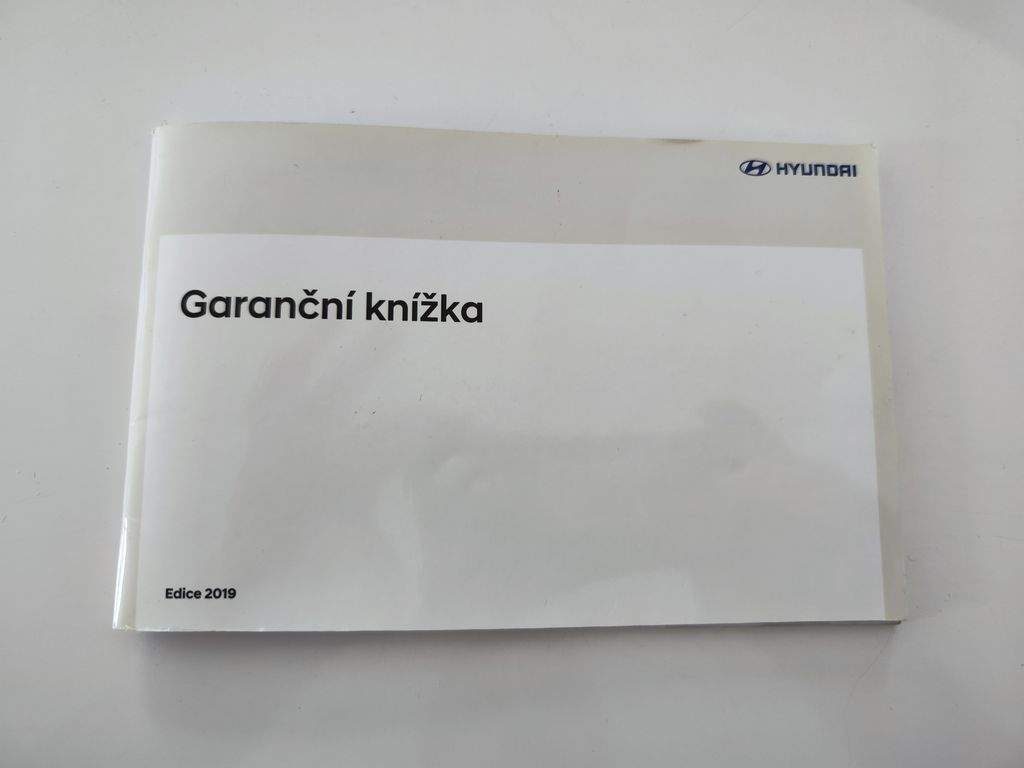 HYUNDAI
Garanční knížka
Edice 2019